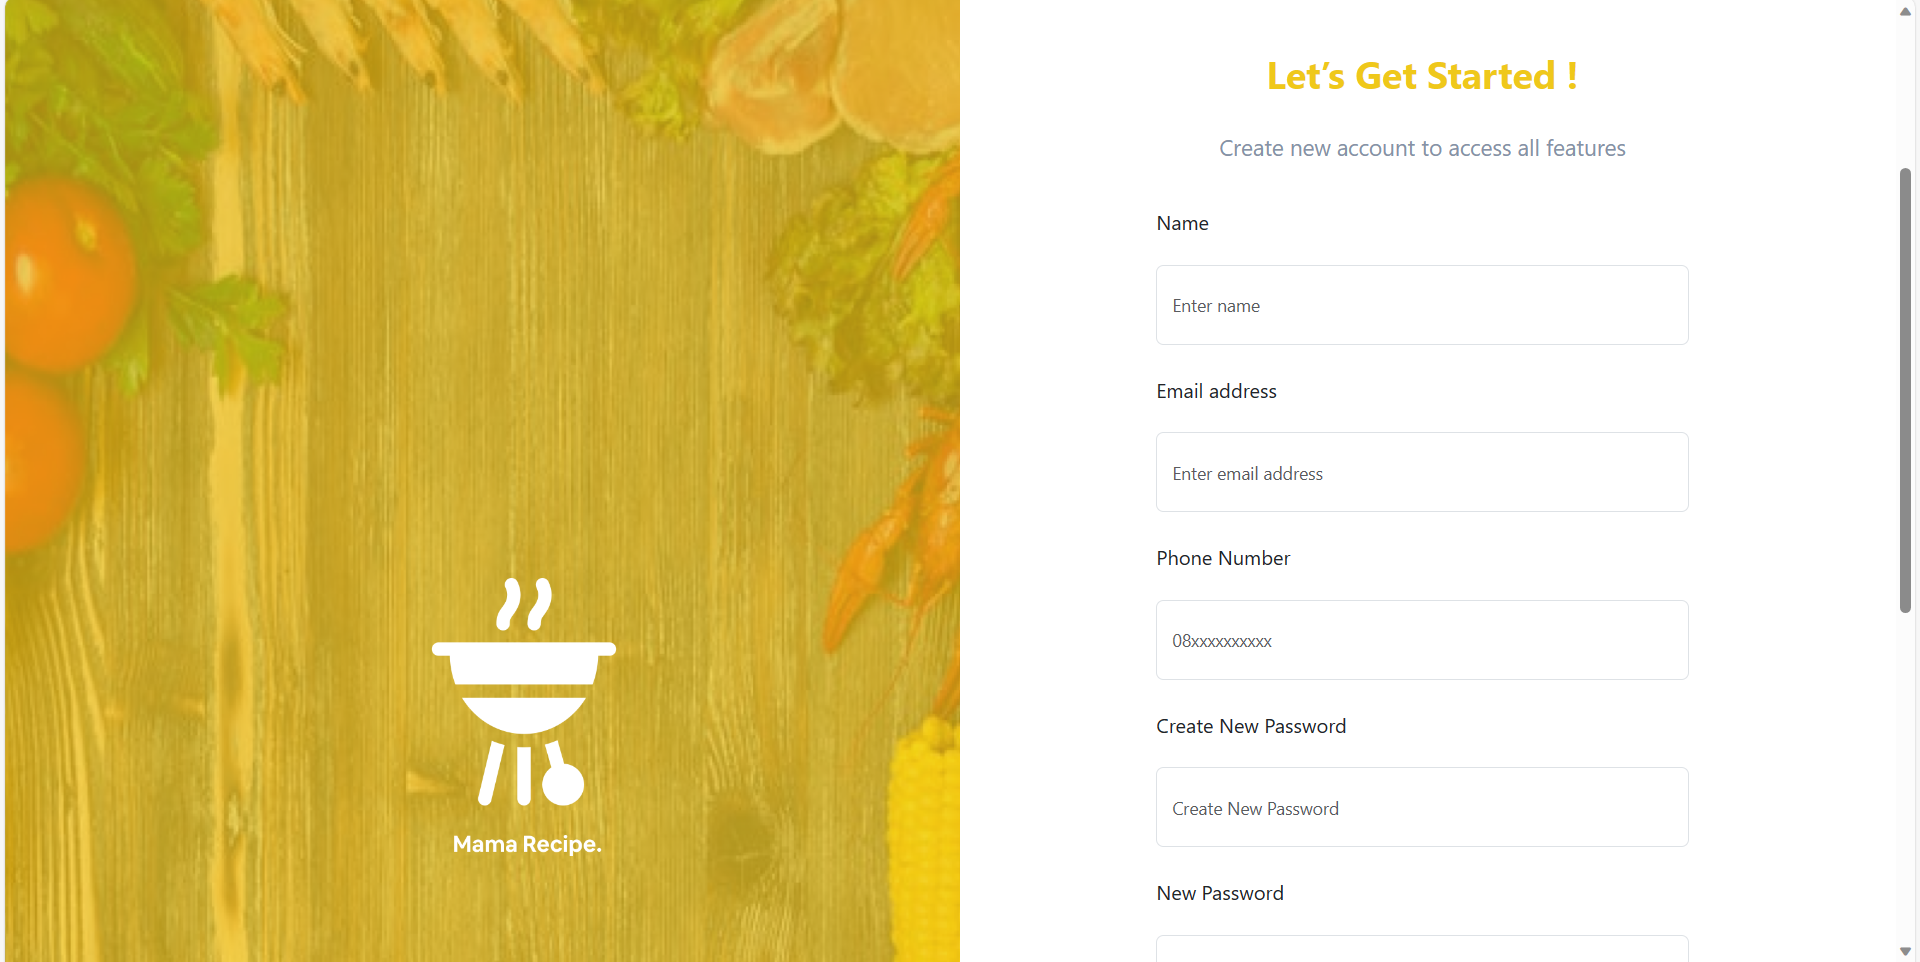 Let’s Get Started !
Create new account to access all features
Name
Enter name
Email address
Enter email address
Phone Number
08xxxxxxxxxx
Create New Password
Create New Password
New Password
Mama Recipe.